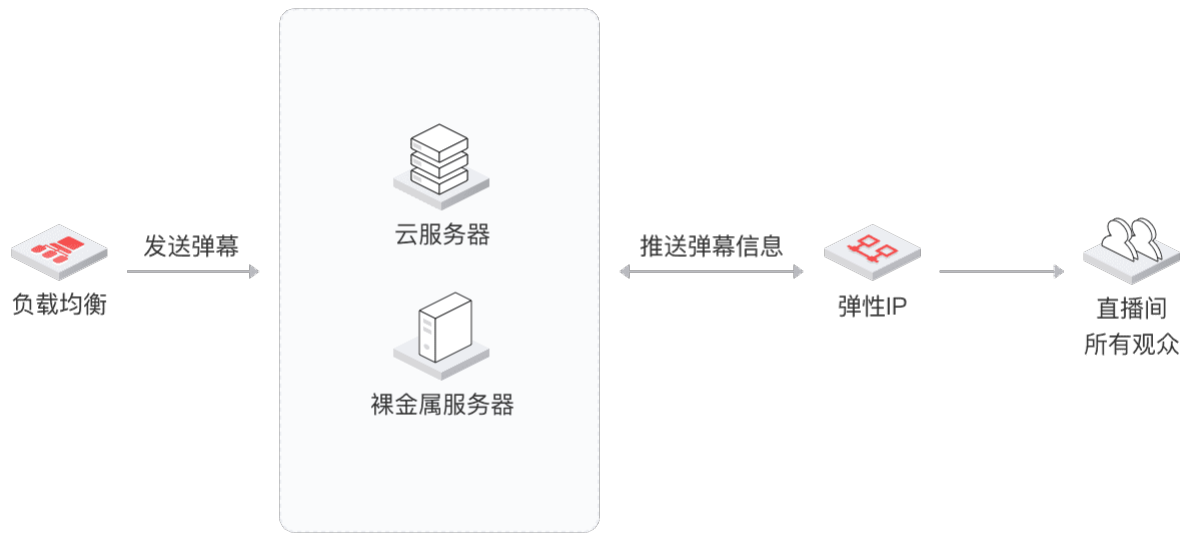 负载均衡
发送弹幕
云服务器
裸金属服务器
推送弹幕信息
弹性IP
直播间
所有观众